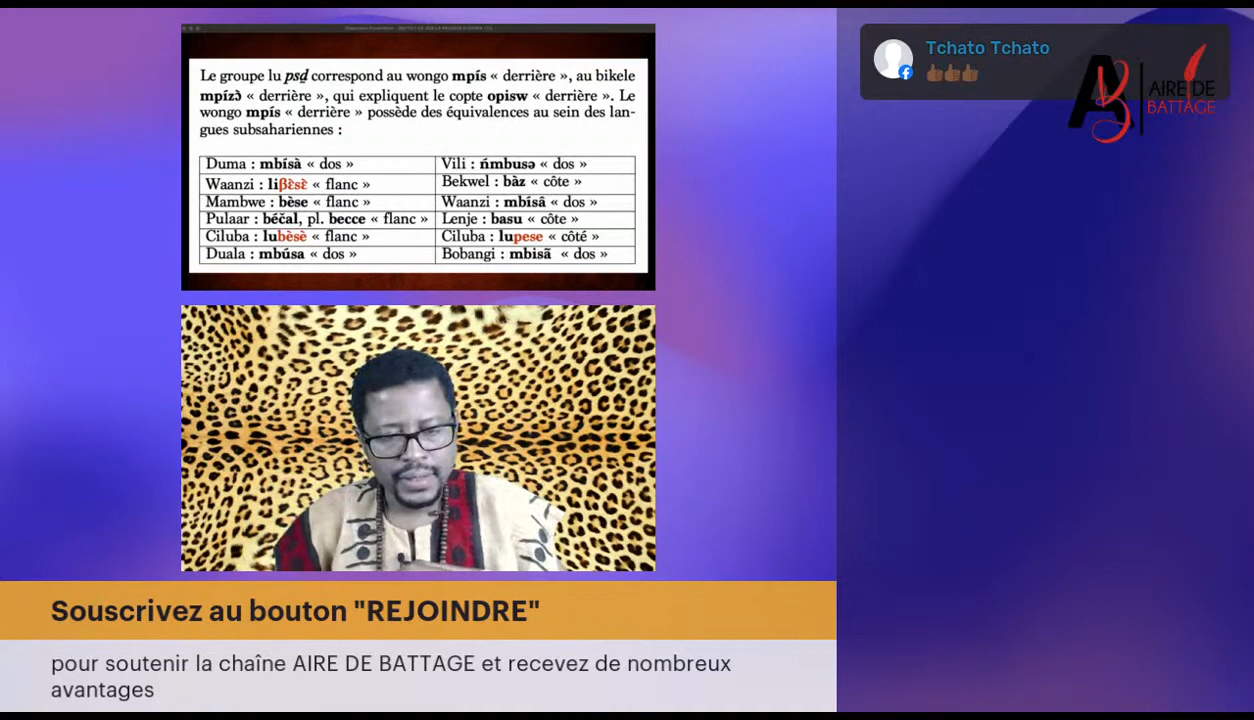 Le groupe lu psḏ correspond au wongo mpís « derrière », au bikele
mpízɔ̀ « derrière », qui expliquent le copte opisw « derrière ». Le
wongo mpís « derrière » possède des équivalences au sein des lan-
gues subsahariennes :
Duma : mbísà « dos »
Vili : ńmbusə « dos »
Waanzi : liβɛ̀sɛ̀ « flanc »
Bekwel : bàz « côte »
Mambwe : bèse « flanc »
Waanzi : mbísâ « dos »
Pulaar : béčal, pl. becce « flanc »
Lenje : basu « côte »
Ciluba : lubèsè « flanc »
Ciluba : lupese « côté »
Duala : mbúsa « dos »
Bobangi : mbisã « dos »
Tchato Tchato
AB
AIRE DE
BATTAGE
Souscrivez au bouton "REJOINDRE"
pour soutenir la chaîne AIRE DE BATTAGE et recevez de nombreux
avantages